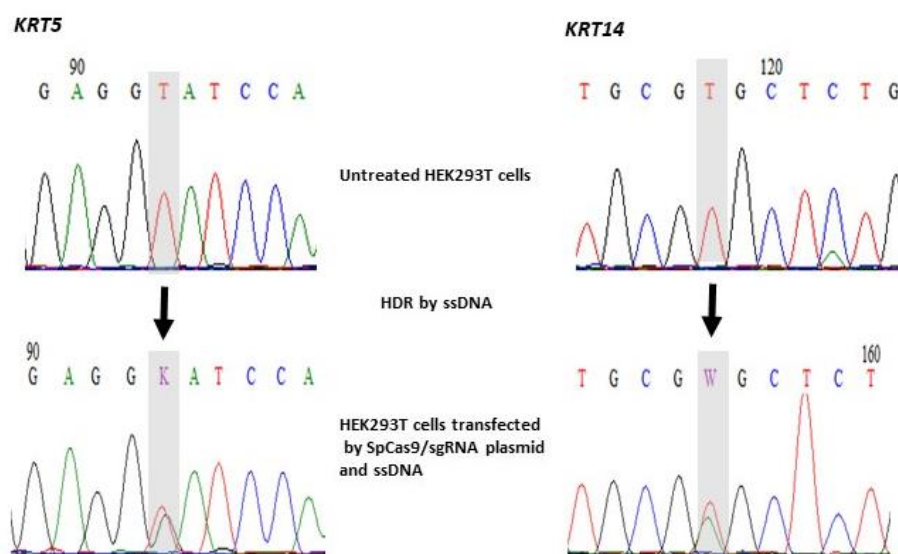 KRT5
KRT14
90
G A G G T A T C C A
120
T G C G T G C T C T G
Untreated HEK293T cells
HDR by ssDNA
90
G A G G K A T C C A
160
T G C G W G C T C T
HEK293T cells transfected
by SpCas9/sgRNA plasmid
and ssDNA